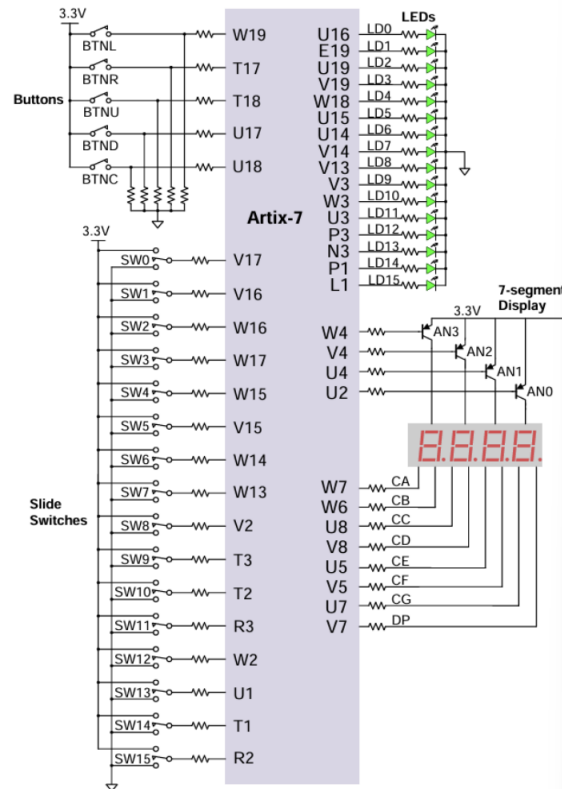 3.3V
BTNL
W19
BTNR
T17
Buttons
BTNU
T18
BTND
U17
BTNC
U18
Artix-7
LEDs
U16 LD0
E19 LD1
U19 LD2
V19 LD3
W18 LD4
U15 LD5
U14 LD6
V14 LD7
V13 LD8
V3 LD9
W3 LD10
U3 LD11
P3 LD12
N3 LD13
P1 LD14
L1 LD15
3.3V
SW0 V17
SW1 V16
SW2 W16
SW3 W17
SW4 W15
SW5 V15
SW6 W14
SW7 W13
Slide
Switches
SW8 V2
SW9 T3
SW10 T2
SW11 R3
SW12 W2
SW13 U1
SW14 T1
SW15 R2
7-segment
Display
3.3V
W4 AN3
V4 AN2
U4 AN1
U2 AN0
8.8.8.8.
W7 CA
W6 CB
U8 CC
V8 CD
U5 CE
V5 CF
U7 CG
V7 DP